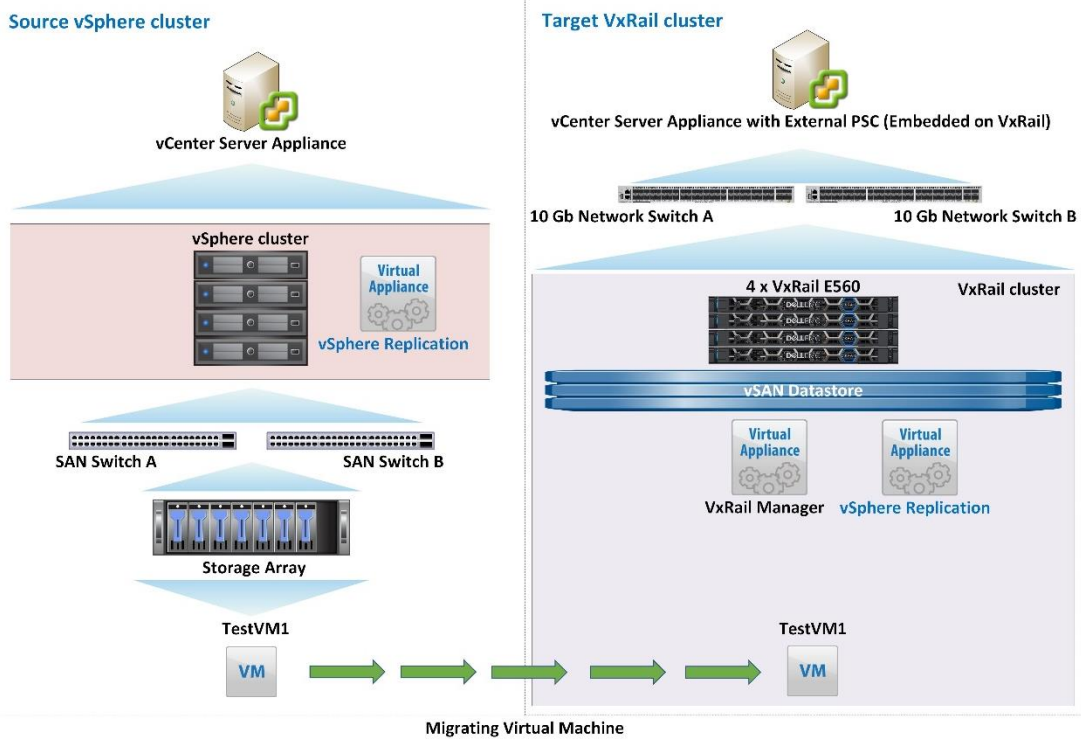 Source vSphere cluster
vCenter Server Appliance
vSphere cluster
Virtual
Appliance
vSphere Replication
SAN Switch A
SAN Switch B
Storage Array
TestVM1
VM
Target VxRail cluster
vCenter Server Appliance with External PSC (Embedded on VxRail)
10 Gb Network Switch A
10 Gb Network Switch B
4 x VxRail E560
VxRail cluster
vSAN Datastore
Virtual
Appliance
VxRail Manager
Virtual
Appliance
vSphere Replication
TestVM1
VM
Migrating Virtual Machine